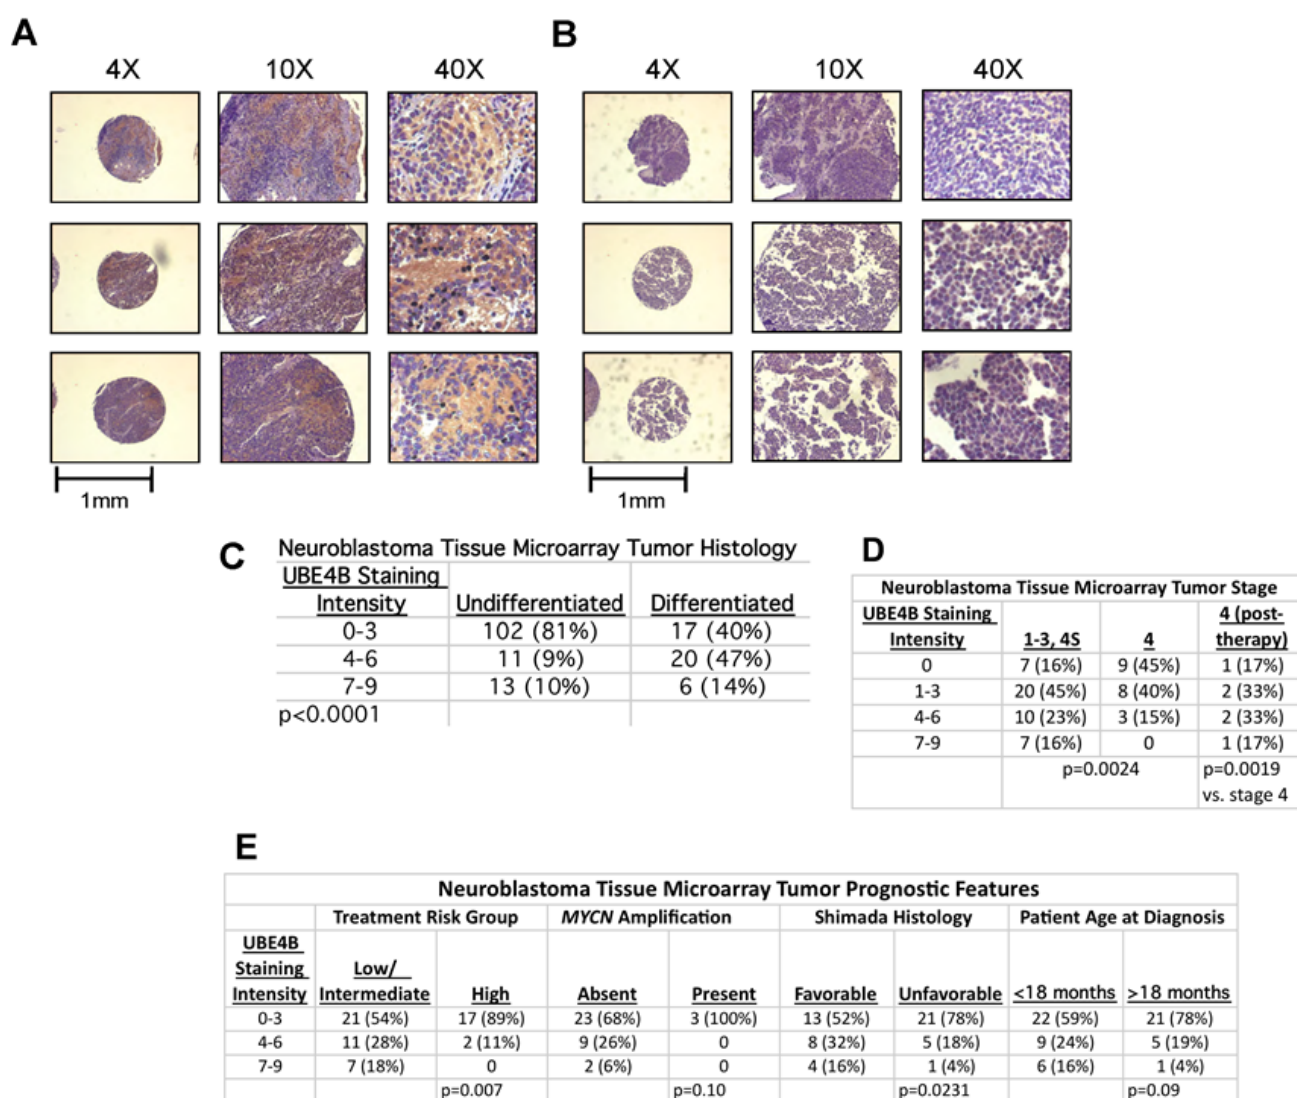 A
B
4X 10X 40X
4X 10X 40X
1mm
1mm
C
Neuroblastoma Tissue Microarray Tumor Histology
UBE4B Staining
Intensity Undifferentiated Differentiated
0-3 102 (81%) 17 (40%)
4-6 11 (9%) 20 (47%)
7-9 13 (10%) 6 (14%)
p<0.0001
D
Neuroblastoma Tissue Microarray Tumor Stage
UBE4B Staining 4 (post-
Intensity 1-3, 4S 4 therapy)
0 7 (16%) 9 (45%) 1 (17%)
1-3 20 (45%) 8 (40%) 2 (33%)
4-6 10 (23%) 3 (15%) 2 (33%)
7-9 7 (16%) 0 1 (17%)
p=0.0024 p=0.0019
vs. stage 4
E
Neuroblastoma Tissue Microarray Tumor Prognostic Features
Treatment Risk Group MYCN Amplification Shimada Histology Patient Age at Diagnosis
UBE4B
Staining Low/
Intensity Intermediate High Absent Present Favorable Unfavorable <18 months >18 months
0-3 21 (54%) 17 (89%) 23 (68%) 3 (100%) 13 (52%) 21 (78%) 22 (59%) 21 (78%)
4-6 11 (28%) 2 (11%) 9 (26%) 0 8 (32%) 5 (18%) 9 (24%) 5 (19%)
7-9 7 (18%) 0 2 (6%) 0 4 (16%) 1 (4%) 6 (16%) 1 (4%)
p=0.007 p=0.10 p=0.0231 p=0.09